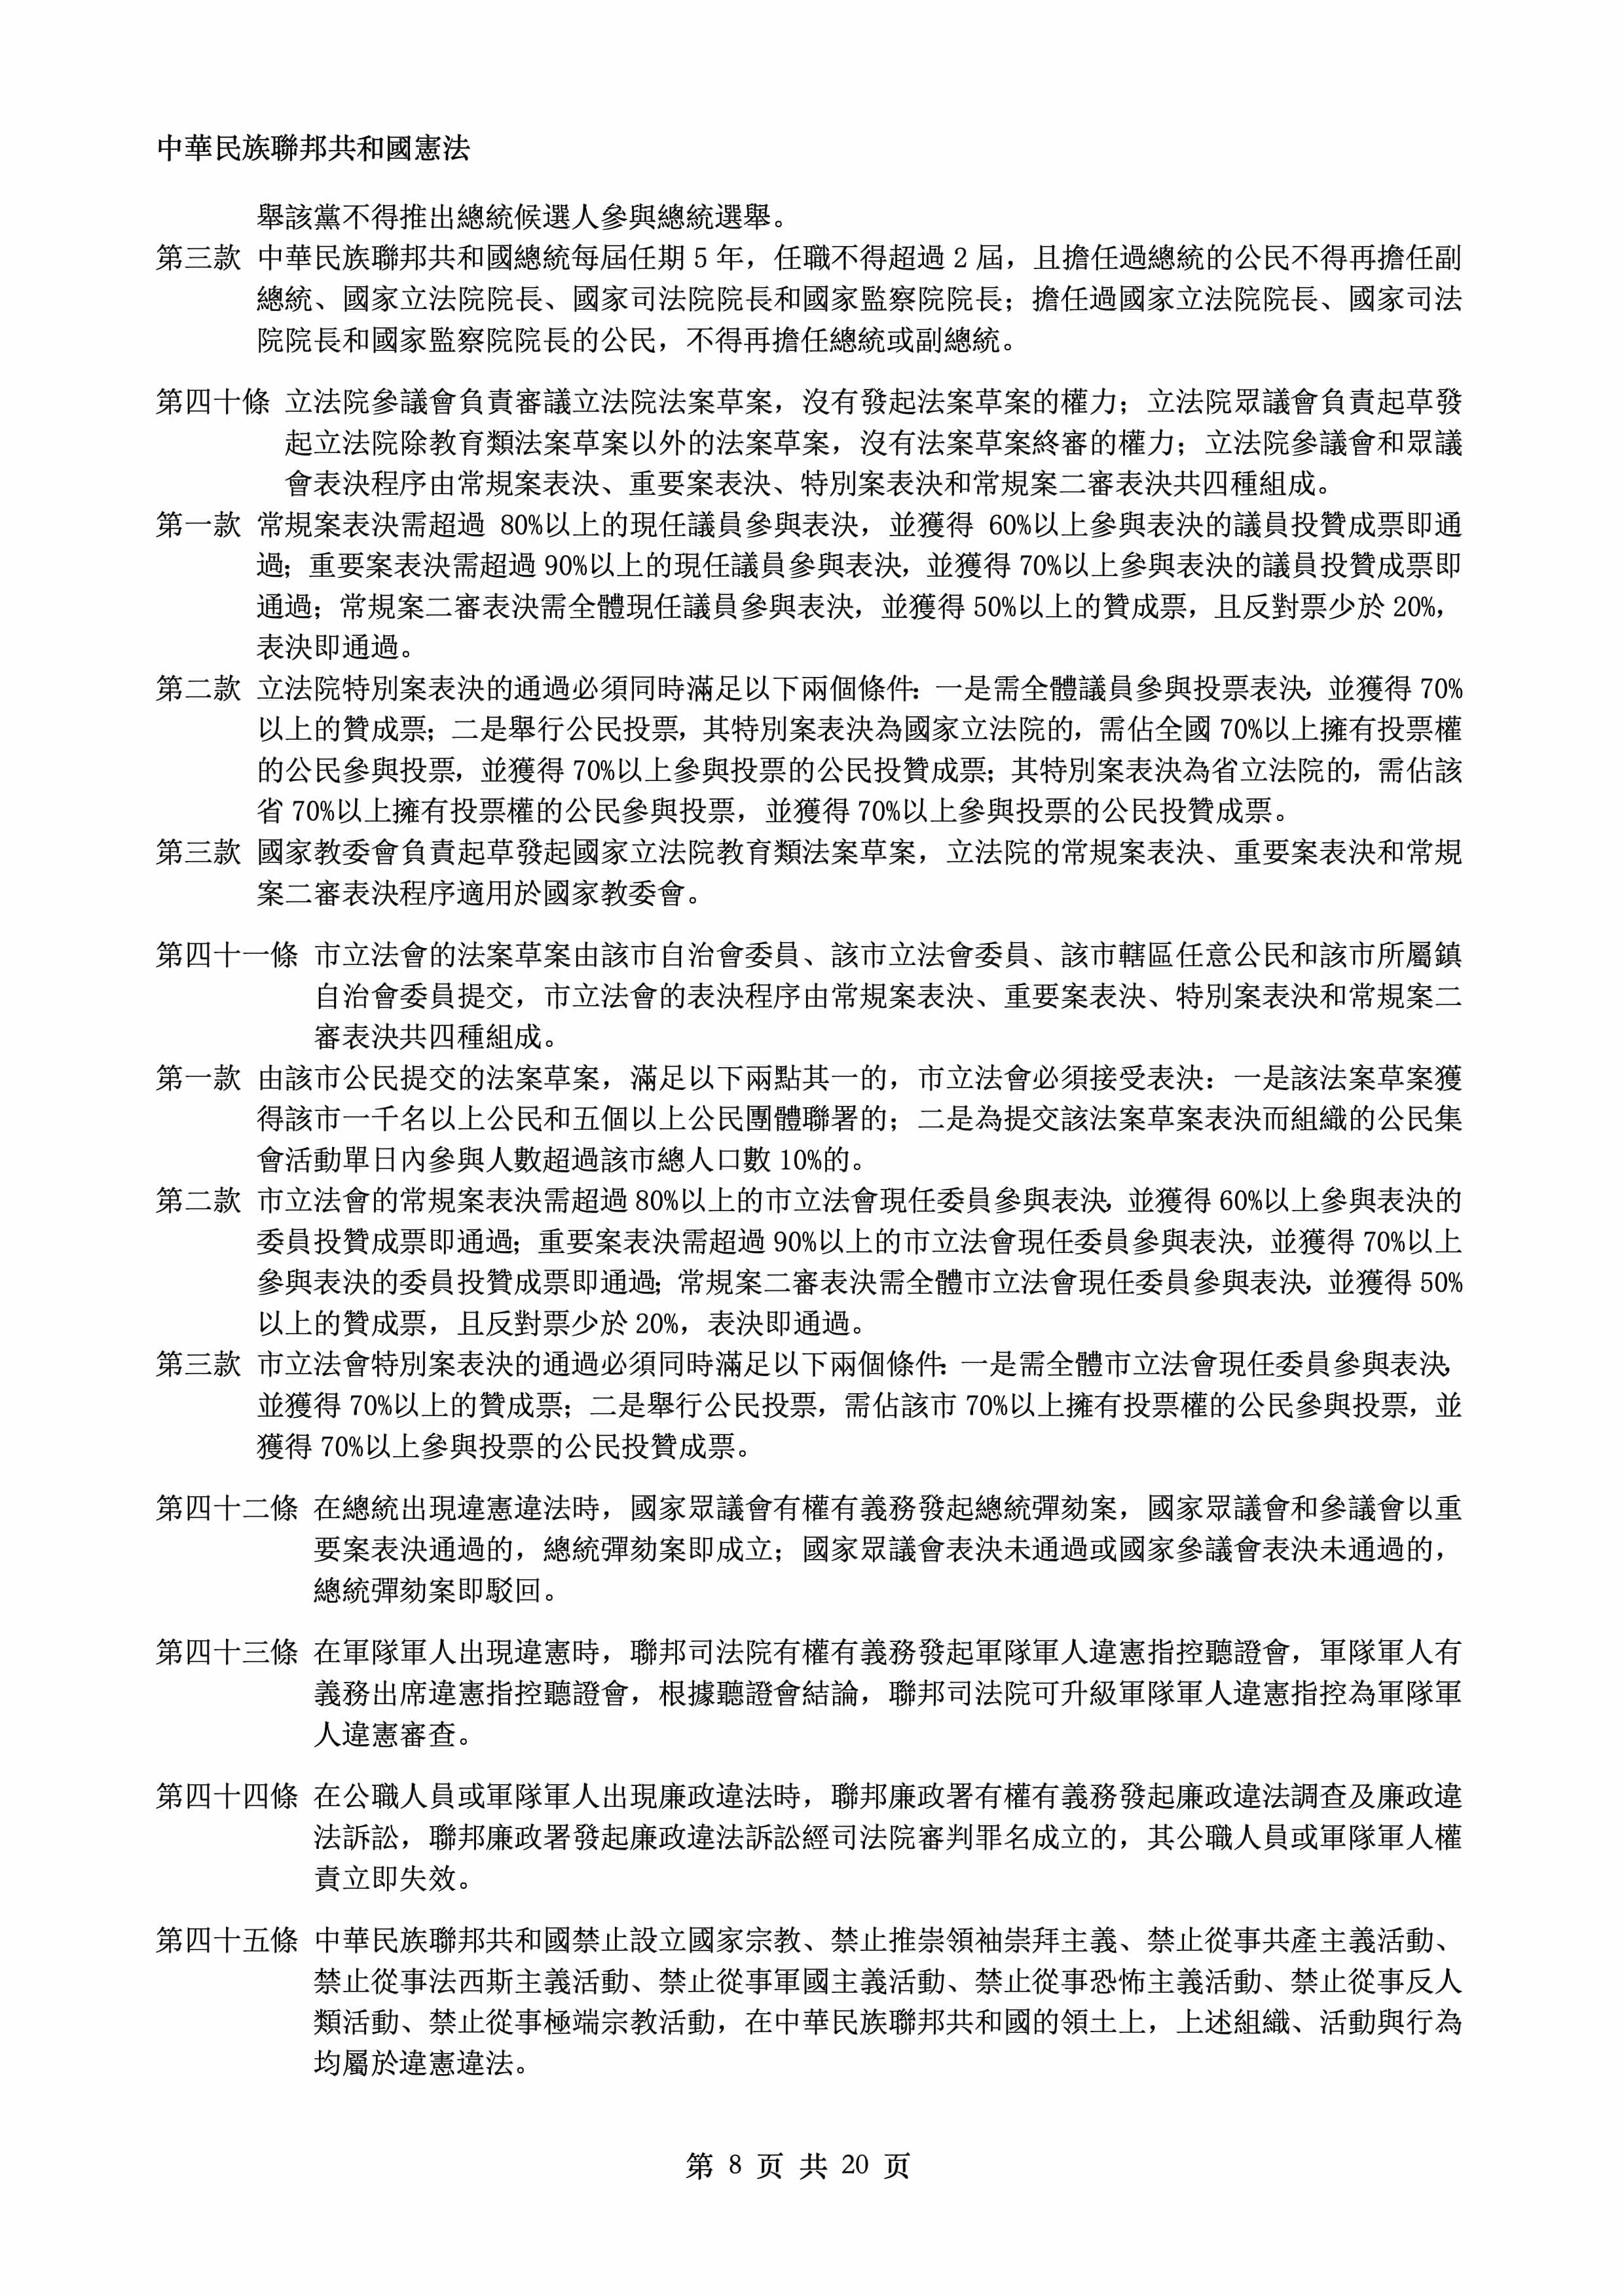 中華民族聯邦共和國憲法
舉該黨不得推出總統候選人參與總統選舉。
第三款 中華民族聯邦共和國總統每屆任期 5 年，任職不得超過 2 屆，且擔任過總統的公民不得再擔任副
總統、國家立法院院長、國家司法院院長和國家監察院院長；擔任過國家立法院院長、國家司法
院院長和國家監察院院長的公民，不得再擔任總統或副總統。
第四十條 立法院參議會負責審議立法院法案草案，沒有發起法案草案的權力；立法院眾議會負責起草發
起立法院除教育類法案草案以外的法案草案，沒有法案草案終審的權力；立法院參議會和眾議
會表決程序由常規案表決、重要案表決、特別案表決和常規案二審表決共四種組成。
第一款 常規案表決需超過 80%以上的現任議員參與表決，並獲得 60%以上參與表決的議員投贊成票即通
過；重要案表決需超過 90%以上的現任議員參與表決，並獲得 70%以上參與表決的議員投贊成票即
通過；常規案二審表決需全體現任議員參與表決，並獲得 50%以上的贊成票，且反對票少於 20%，
表決即通過。
第二款 立法院特別案表決的通過必須同時滿足以下兩個條件：一是需全體議員參與投票表決，並獲得 70%
以上的贊成票；二是舉行公民投票，其特別案表決為國家立法院的，需佔全國 70%以上擁有投票權
的公民參與投票，並獲得 70%以上參與投票的公民投贊成票；其特別案表決為省立法院的，需佔該
省 70%以上擁有投票權的公民參與投票，並獲得 70%以上參與投票的公民投贊成票。
第三款 國家教委會負責起草發起國家立法院教育類法案草案，立法院的常規案表決、重要案表決和常規
案二審表決程序適用於國家教委會。
第四十一條 市立法會的法案草案由該市自治會委員、該市立法會委員、該市轄區任意公民和該市所屬鎮
自治會委員提交，市立法會的表決程序由常規案表決、重要案表決、特別案表決和常規案二
審表決共四種組成。
第一款 由該市公民提交的法案草案，滿足以下兩點其一的，市立法會必須接受表決：一是該法案草案獲
得該市一千名以上公民和五個以上公民團體聯署的；二是為提交該法案草案表決而組織的公民集
會活動單日內參與人數超過該市總人口數 10%的。
第二款 市立法會的常規案表決需超過 80%以上的市立法會現任委員參與表決，並獲得 60%以上參與表決的
委員投贊成票即通過；重要案表決需超過 90%以上的市立法會現任委員參與表決，並獲得 70%以上
參與表決的委員投贊成票即通過；常規案二審表決需全體市立法會現任委員參與表決，並獲得 50%
以上的贊成票，且反對票少於 20%，表決即通過。
第三款 市立法會特別案表決的通過必須同時滿足以下兩個條件：一是需全體市立法會現任委員參與表決，
並獲得 70%以上的贊成票；二是舉行公民投票，需佔該市 70%以上擁有投票權的公民參與投票，並
獲得 70%以上參與投票的公民投贊成票。
第四十二條 在總統出現違憲違法時，國家眾議會有權有義務發起總統彈劾案，國家眾議會和參議會以重
要案表決通過的，總統彈劾案即成立；國家眾議會表決未通過或國家參議會表決未通過的，
總統彈劾案即駁回。
第四十三條 在軍隊軍人出現違憲時，聯邦司法院有權有義務發起軍隊軍人違憲指控聽證會，軍隊軍人有
義務出席違憲指控聽證會，根據聽證會結論，聯邦司法院可升級軍隊軍人違憲指控為軍隊軍
人違憲審查。
第四十四條 在公職人員或軍隊軍人出現廉政違法時，聯邦廉政署有權有義務發起廉政違法調查及廉政違
法訴訟，聯邦廉政署發起廉政違法訴訟經司法院審判罪名成立的，其公職人員或軍隊軍人權
責立即失效。
第四十五條 中華民族聯邦共和國禁止設立國家宗教、禁止推崇領袖崇拜主義、禁止從事共產主義活動、
禁止從事法西斯主義活動、禁止從事軍國主義活動、禁止從事恐怖主義活動、禁止從事反人
類活動、禁止從事極端宗教活動，在中華民族聯邦共和國的領土上，上述組織、活動與行為
均屬於違憲違法。
第 8 页 共 20 页